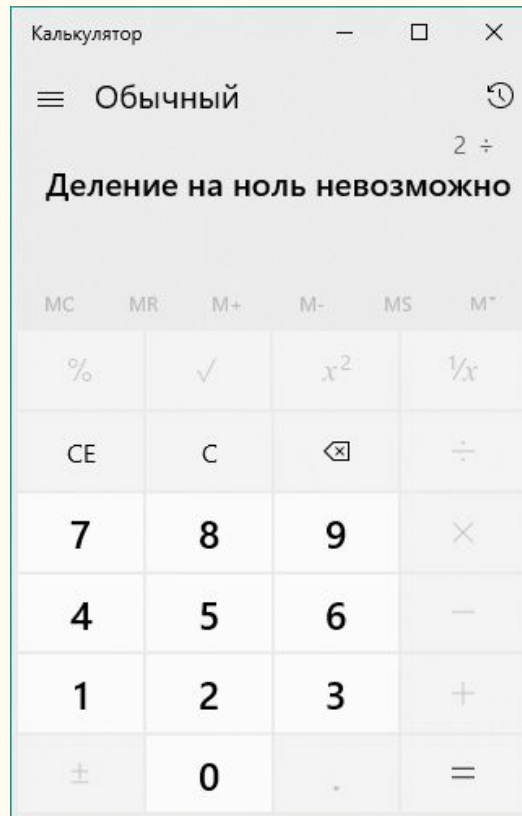 Калькулятор
Обычный
2 ÷
Деление на ноль невозможно
MC MR M+ M- MS M˅
% √ x² ¹/x
CE C ÷
7 8 9 ×
4 5 6 −
1 2 3 +
± 0 . =